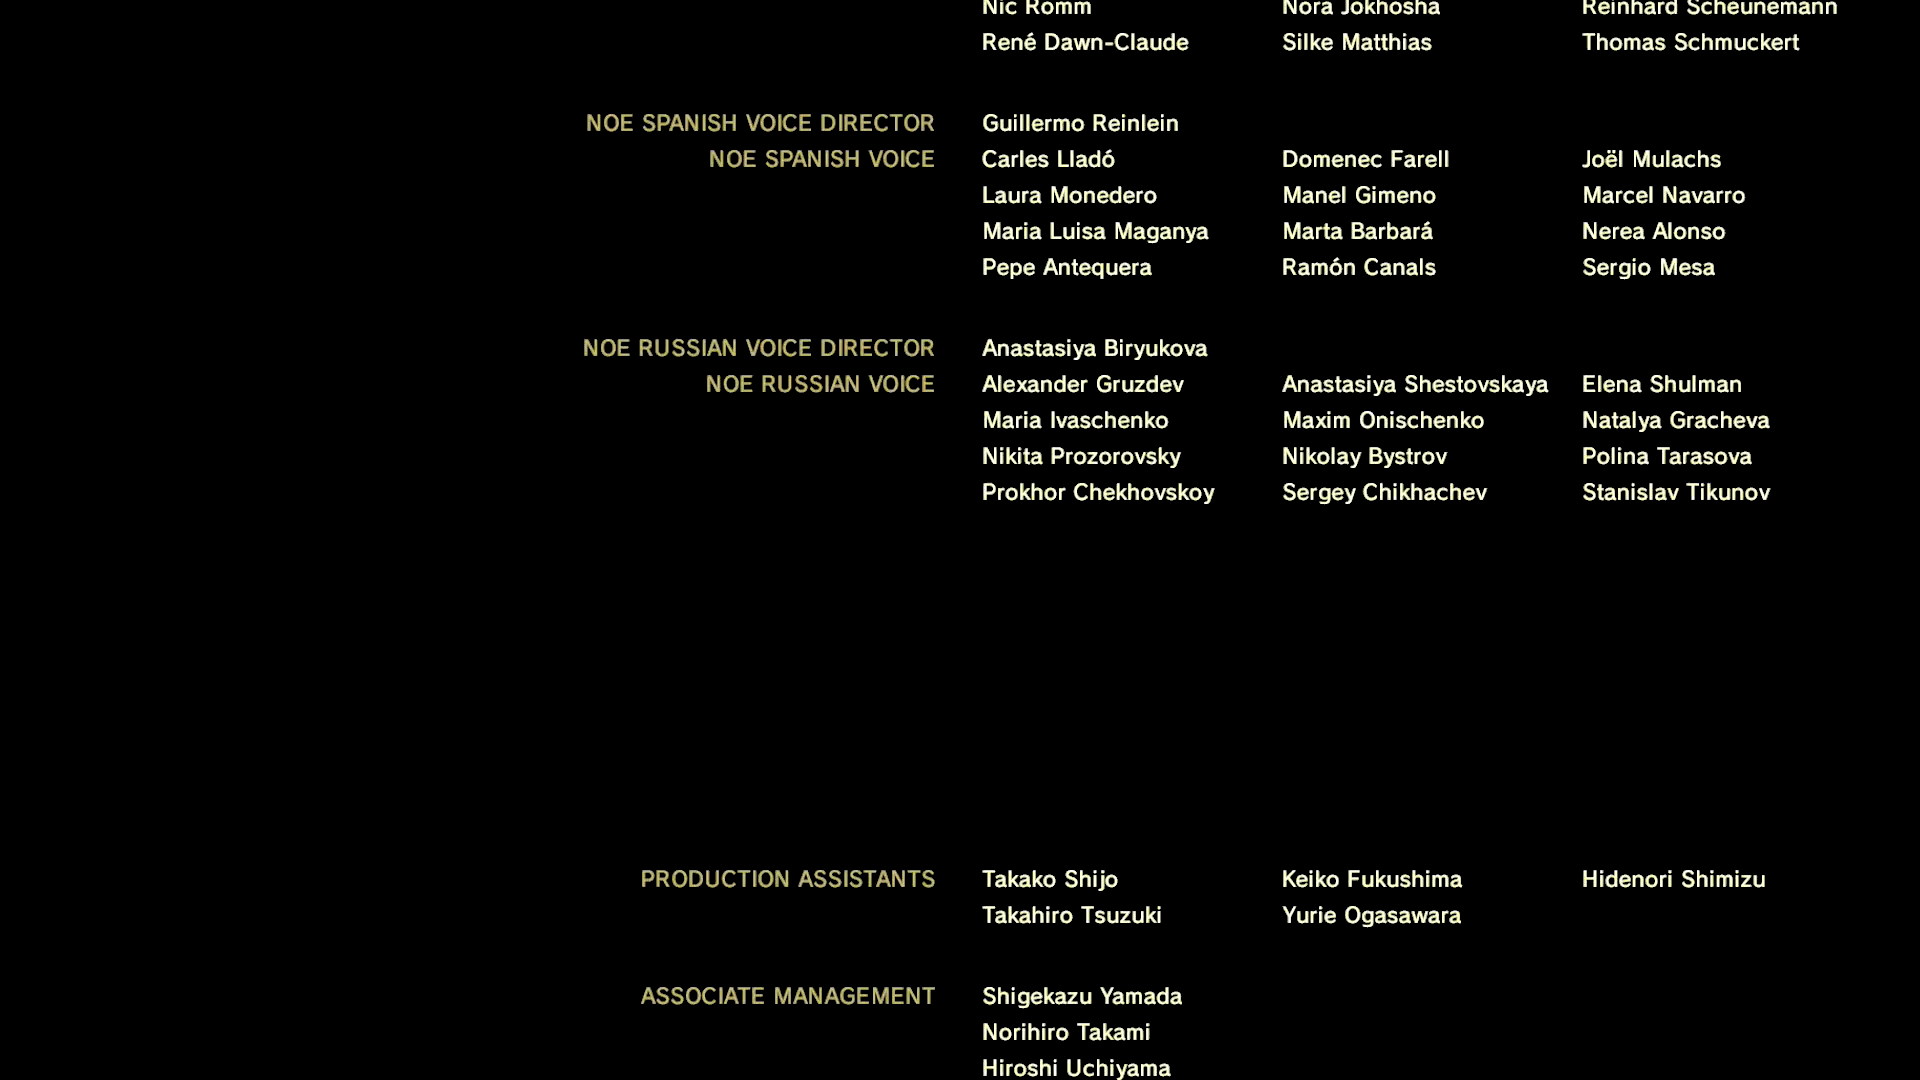 Nic Romm Nora Jokhosha Reinhard Scheunemann
René Dawn-Claude Silke Matthias Thomas Schmuckert
NOE SPANISH VOICE DIRECTOR Guillermo Reinlein
NOE SPANISH VOICE Carles Lladó Domenec Farell Joël Mulachs
Laura Monedero Manel Gimeno Marcel Navarro
Maria Luisa Maganya Marta Barbará Nerea Alonso
Pepe Antequera Ramón Canals Sergio Mesa
NOE RUSSIAN VOICE DIRECTOR Anastasiya Biryukova
NOE RUSSIAN VOICE Alexander Gruzdev Anastasiya Shestovskaya Elena Shulman
Maria Ivaschenko Maxim Onischenko Natalya Gracheva
Nikita Prozorovsky Nikolay Bystrov Polina Tarasova
Prokhor Chekhovskoy Sergey Chikhachev Stanislav Tikunov
PRODUCTION ASSISTANTS Takako Shijo Keiko Fukushima Hidenori Shimizu
Takahiro Tsuzuki Yurie Ogasawara
ASSOCIATE MANAGEMENT Shigekazu Yamada
Norihiro Takami
Hiroshi Uchiyama